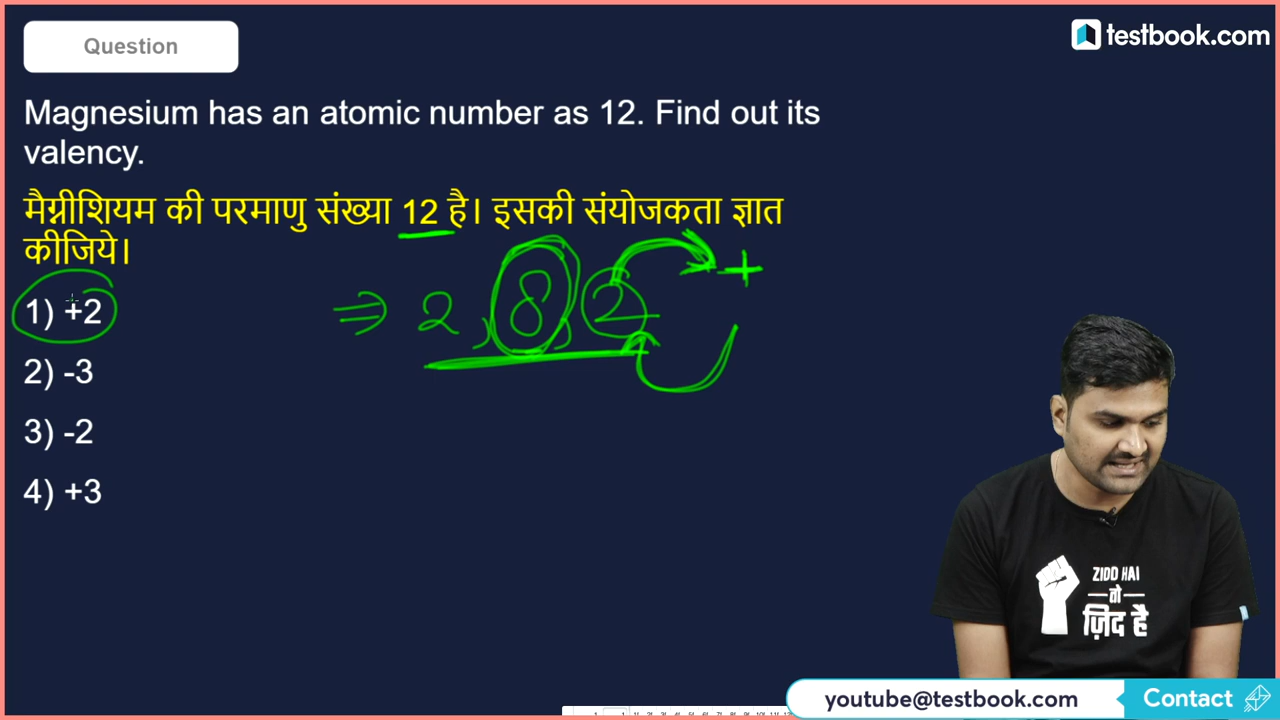 Question
testbook.com
Magnesium has an atomic number as 12. Find out its
valency.
मैग्नीशियम की परमाणु संख्या 12 है। इसकी संयोजकता ज्ञात
कीजिये।
1) +2
⇒ 2, 8, 2 +
2) -3
3) -2
4) +3
ZIDD HAI
तो
ज़िद है
youtube@testbook.com
Contact